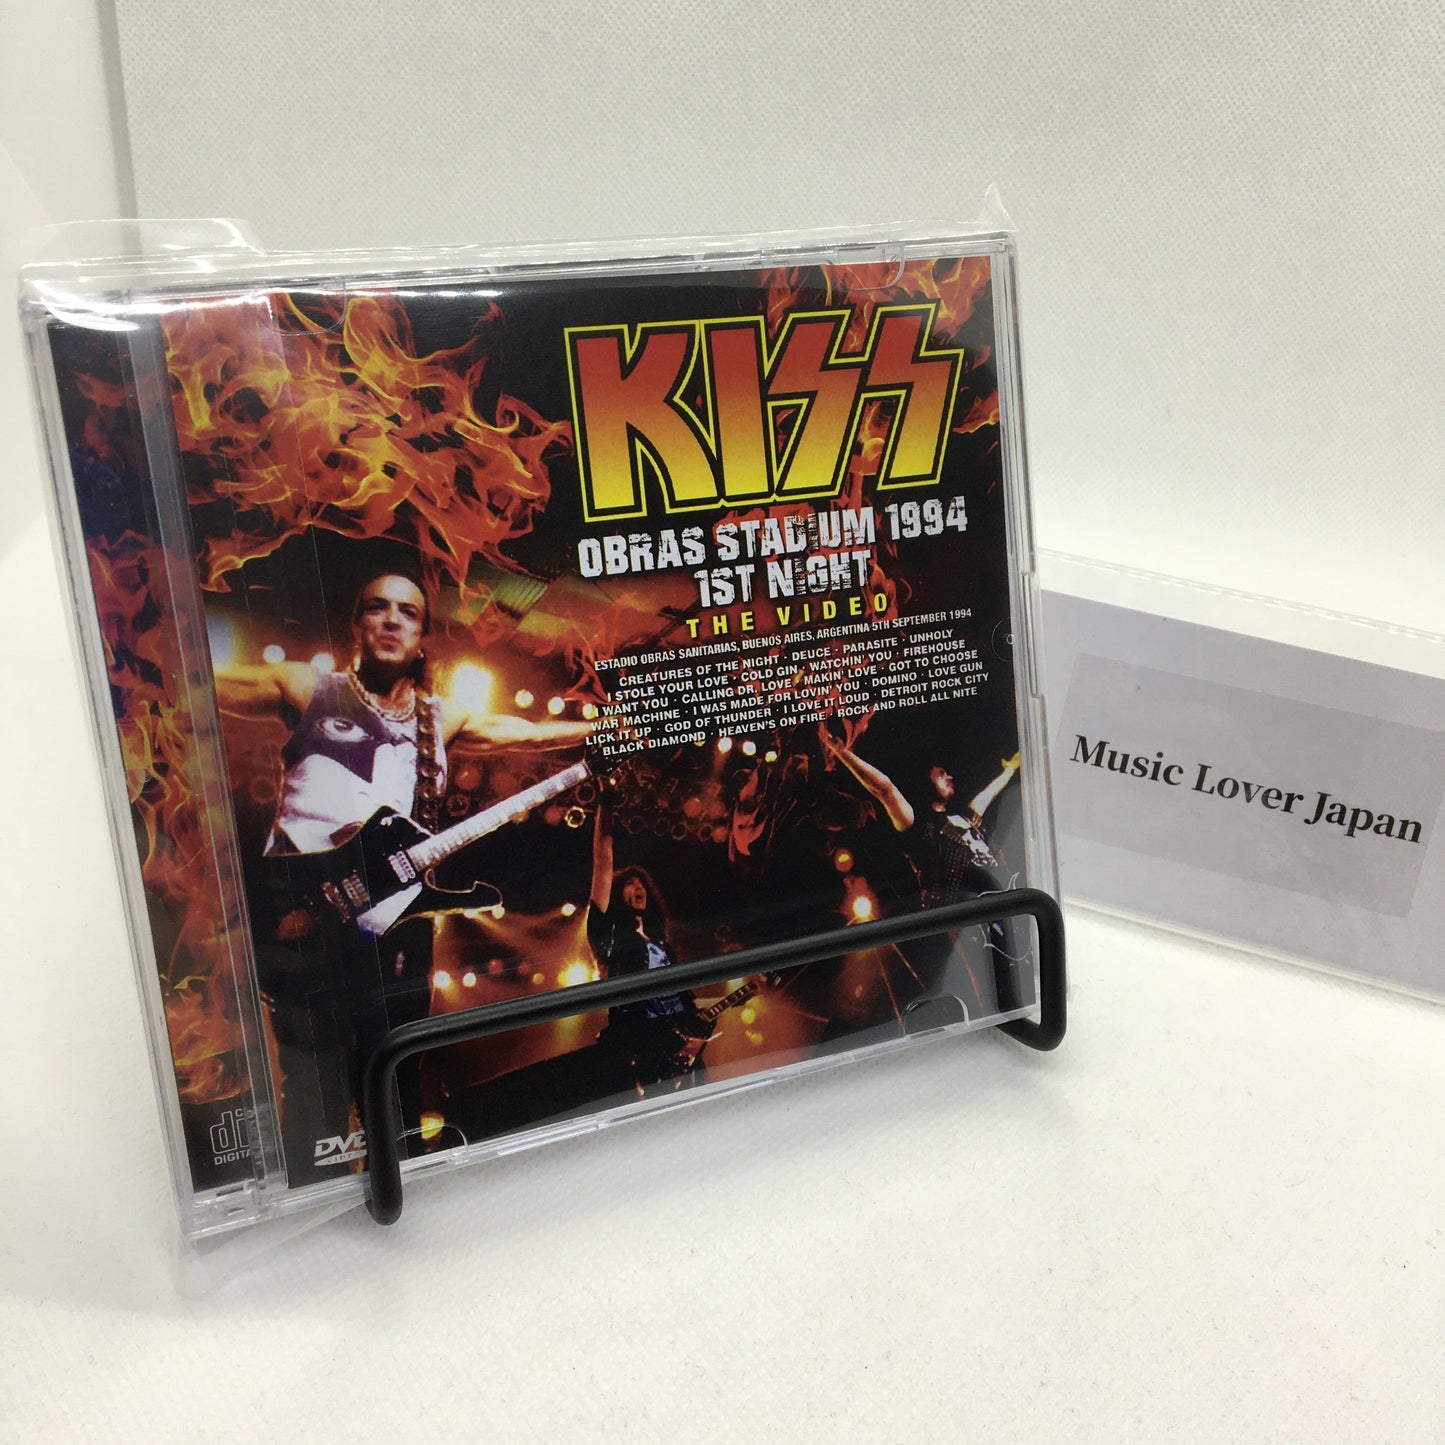 KISS
OBRAS STADIUM 1994
1ST NIGHT
THE VIDEO
ESTADIO OBRAS SANITARIAS, BUENOS AIRES, ARGENTINA 5TH SEPTEMBER 1994
CREATURES OF THE NIGHT · DEUCE · PARASITE · UNHOLY
I STOLE YOUR LOVE · COLD GIN · WATCHIN' YOU · FIREHOUSE
I WANT YOU · CALLING DR. LOVE · MAKIN' LOVE · GOT TO CHOOSE
WAR MACHINE · I WAS MADE FOR LOVIN' YOU · DOMINO · LOVE GUN
LICK IT UP · GOD OF THUNDER · I LOVE IT LOUD · DETROIT ROCK CITY
BLACK DIAMOND · HEAVEN'S ON FIRE · ROCK AND ROLL ALL NITE
Music Lover Japan
DVD